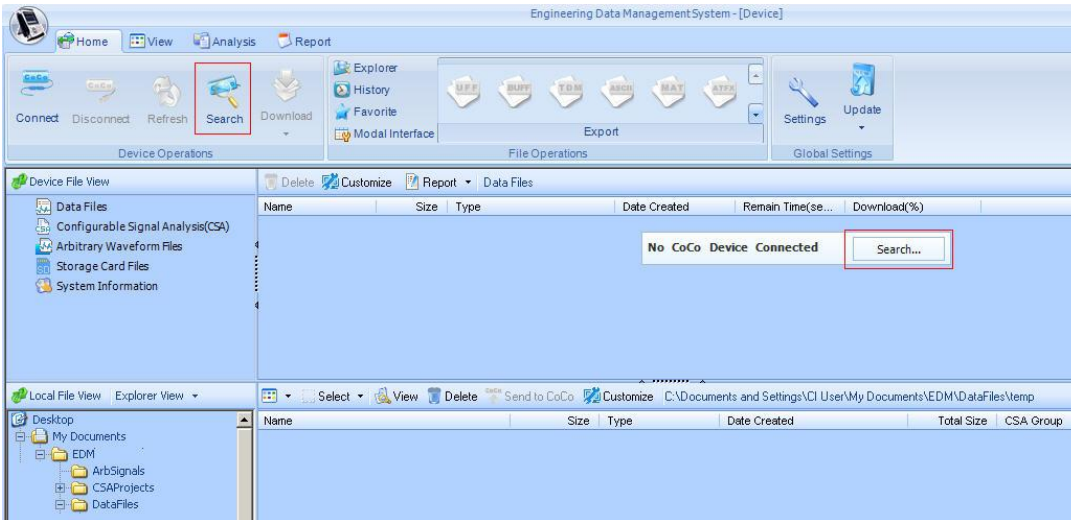 Engineering Data Management System - [Device]
Home View Analysis Report
CoCo
Connect Disconnect Refresh Search Download
Device Operations
Explorer
History
Favorite
Modal Interface
UFF BUFF TDM ASCII MAT ATFX
Export
File Operations
Settings Update
Global Settings
Device File View
Delete Customize Report Data Files
Data Files
Configurable Signal Analysis(CSA)
Arbitrary Waveform Files
Storage Card Files
System Information
Name Size Type Date Created Remain Time(se... Download(%)
No CoCo Device Connected Search...
Local File View Explorer View
Select View Delete Send to CoCo Customize C:\Documents and Settings\CI User\My Documents\EDM\DataFiles\temp
Desktop
My Documents
EDM
ArbSignals
CSAProjects
DataFiles
Name Size Type Date Created Total Size CSA Group